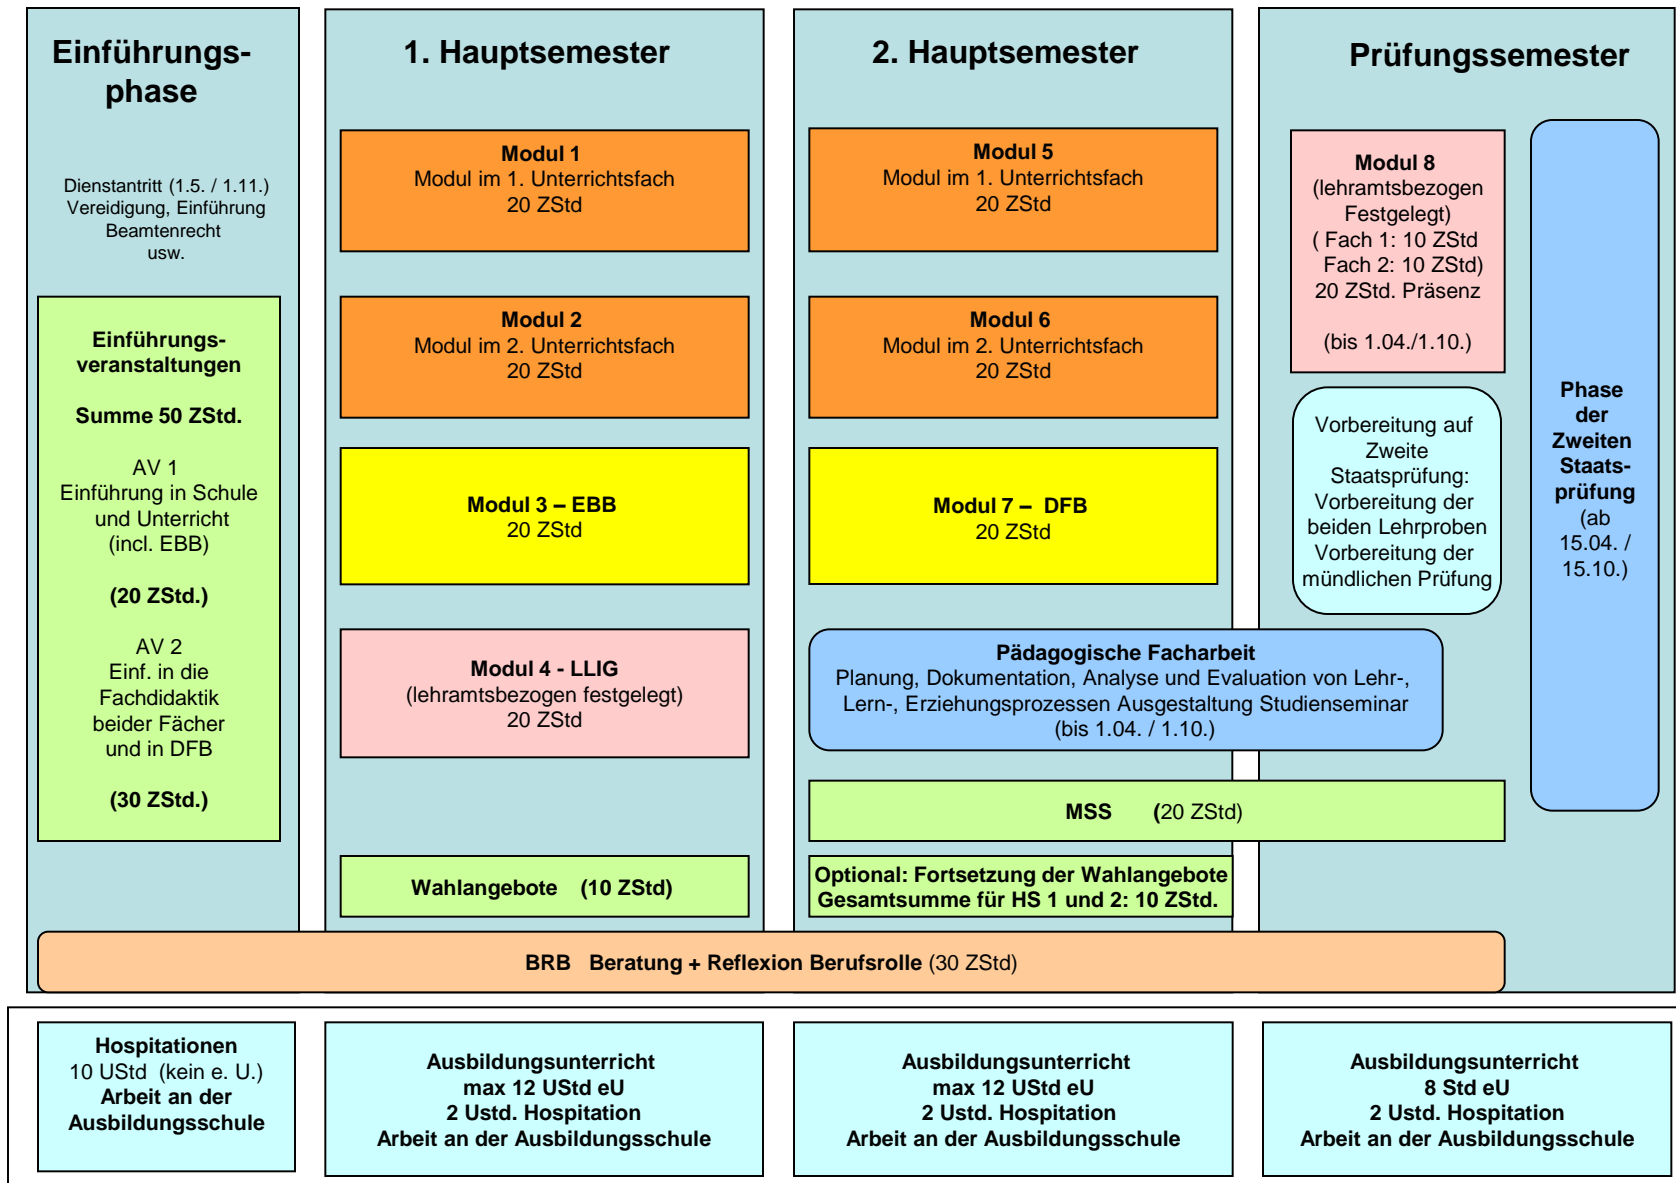 Einführungs-
phase
Dienstantritt (1.5. / 1.11.)
Vereidigung, Einführung
Beamtenrecht
usw.
Einführungs-
veranstaltungen
Summe 50 ZStd.
AV 1
Einführung in Schule
und Unterricht
(incl. EBB)
(20 ZStd.)
AV 2
Einf. in die
Fachdidaktik
beider Fächer
und in DFB
(30 ZStd.)
1. Hauptsemester
Modul 1
Modul im 1. Unterrichtsfach
20 ZStd
Modul 2
Modul im 2. Unterrichtsfach
20 ZStd
Modul 3 – EBB
20 ZStd
Modul 4 - LLIG
(lehramtsbezogen festgelegt)
20 ZStd
Wahlangebote (10 ZStd)
2. Hauptsemester
Modul 5
Modul im 1. Unterrichtsfach
20 ZStd
Modul 6
Modul im 2. Unterrichtsfach
20 ZStd
Modul 7 – DFB
20 ZStd
Pädagogische Facharbeit
Planung, Dokumentation, Analyse und Evaluation von Lehr-,
Lern-, Erziehungsprozessen Ausgestaltung Studienseminar
(bis 1.04. / 1.10.)
MSS (20 ZStd)
Optional: Fortsetzung der Wahlangebote
Gesamtsumme für HS 1 und 2: 10 ZStd.
Prüfungssemester
Modul 8
(lehramtsbezogen
Festgelegt)
( Fach 1: 10 ZStd
Fach 2: 10 ZStd)
20 ZStd. Präsenz
(bis 1.04./1.10.)
Vorbereitung auf
Zweite
Staatsprüfung:
Vorbereitung der
beiden Lehrproben
Vorbereitung der
mündlichen Prüfung
Phase
der
Zweiten
Staats-
prüfung
(ab
15.04. /
15.10.)
BRB Beratung + Reflexion Berufsrolle (30 ZStd)
Hospitationen
10 UStd (kein e. U.)
Arbeit an der
Ausbildungsschule
Ausbildungsunterricht
max 12 UStd eU
2 Ustd. Hospitation
Arbeit an der Ausbildungsschule
Ausbildungsunterricht
max 12 UStd eU
2 Ustd. Hospitation
Arbeit an der Ausbildungsschule
Ausbildungsunterricht
8 Std eU
2 Ustd. Hospitation
Arbeit an der Ausbildungsschule